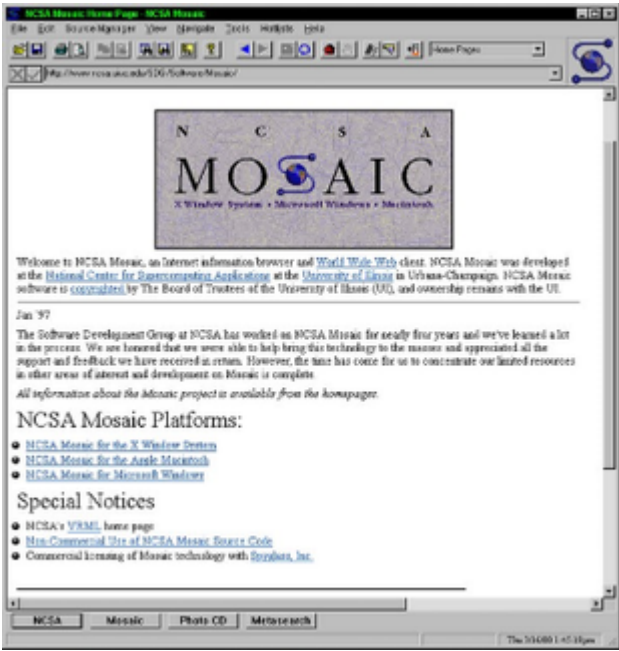 NCSA Mosaic Home Page - NCSA Mosaic
File Edit Source Manager View Navigate Tools Hotlists Help
Home Pages
http://www.ncsa.uiuc.edu/SDG/Software/Mosaic/
N C S A
MOSAIC
X Window System • Microsoft Windows • Macintosh
Welcome to NCSA Mosaic, an Internet information browser and World Wide Web client. NCSA Mosaic was developed
at the National Center for Supercomputing Applications at the University of Illinois in Urbana-Champaign. NCSA Mosaic
software is copyrighted by The Board of Trustees of the University of Illinois (UI), and ownership remains with the UI.
Jan '97
The Software Development Group at NCSA has worked on NCSA Mosaic for nearly four years and we've learned a lot
in the process. We are honored that we were able to help bring this technology to the masses and appreciated all the
support and feedback we have received in return. However, the time has come for us to concentrate our limited resources
in other areas of interest and development on Mosaic is complete.
All information about the Mosaic project is available from the homepages.
NCSA Mosaic Platforms:
NCSA Mosaic for the X Window System
NCSA Mosaic for the Apple Macintosh
NCSA Mosaic for Microsoft Windows
Special Notices
NCSA's VRML home page
Non-Commercial Use of NCSA Mosaic Source Code
Commercial licensing of Mosaic technology with Spyglass, Inc.
NCSA Mosaic Photo CD Metasearch
Thu